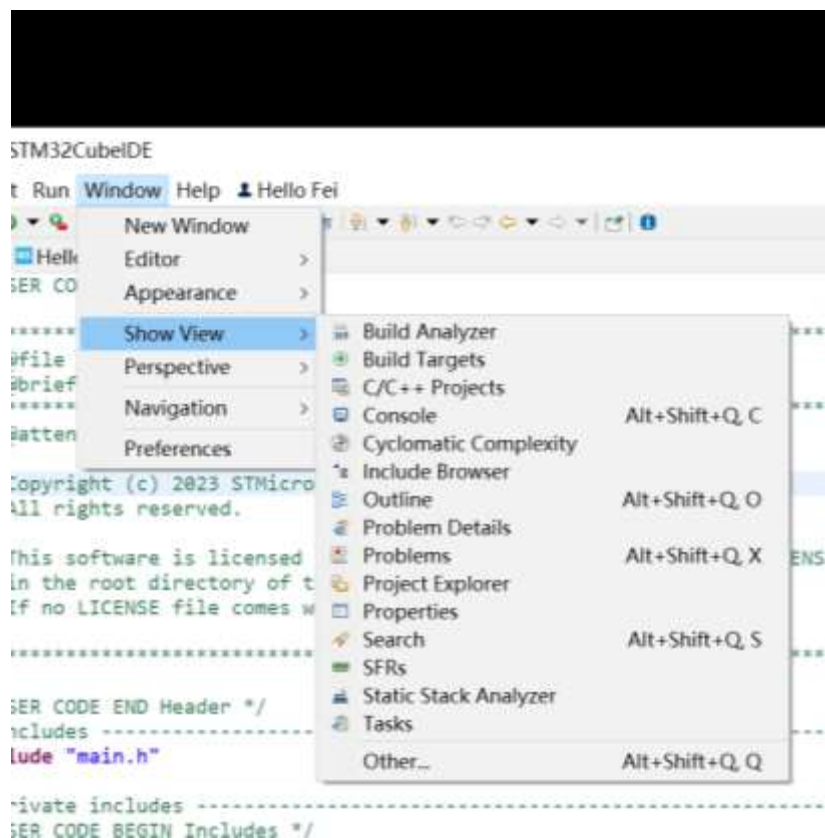 STM32CubeIDE
t Run Window Help Hello Fei
New Window
Hell
Editor
SER CO
Appearance
Show View
Build Analyzer
Build Targets
@file
Perspective
@brief
C/C++ Projects
Navigation
Console Alt+Shift+Q, C
@atten
Preferences
Cyclomatic Complexity
Include Browser
Copyright (c) 2023 STMicro
Outline Alt+Shift+Q, O
All rights reserved.
Problem Details
This software is licensed
Problems Alt+Shift+Q, X
ENS
in the root directory of t
Project Explorer
If no LICENSE file comes w
Properties
Search Alt+Shift+Q, S
SFRs
Static Stack Analyzer
SER CODE END Header */
Tasks
ncludes --------------------
lude "main.h"
Other... Alt+Shift+Q, Q
rivate includes ----------------------------------------------------------
SER CODE BEGIN Includes */